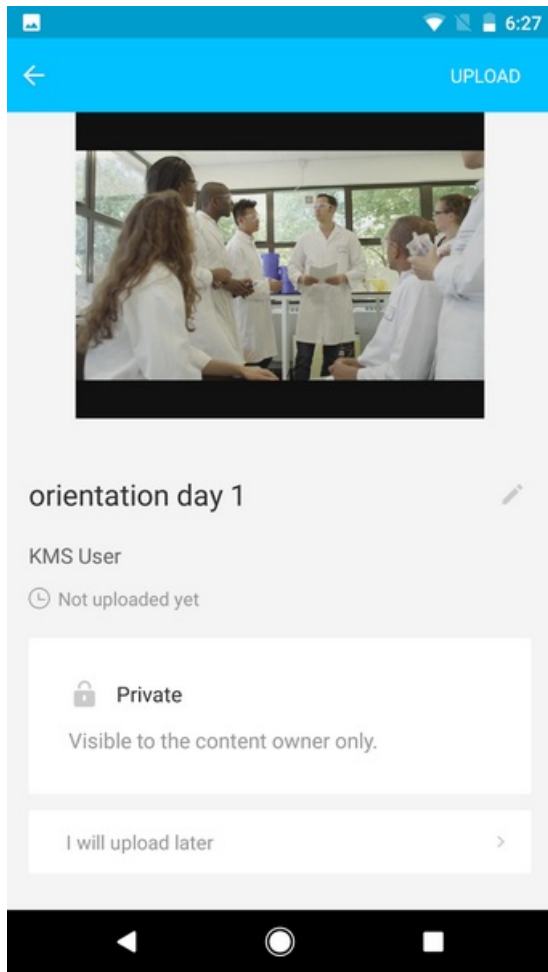 6:27
UPLOAD
orientation day 1
KMS User
Not uploaded yet
Private
Visible to the content owner only.
I will upload later